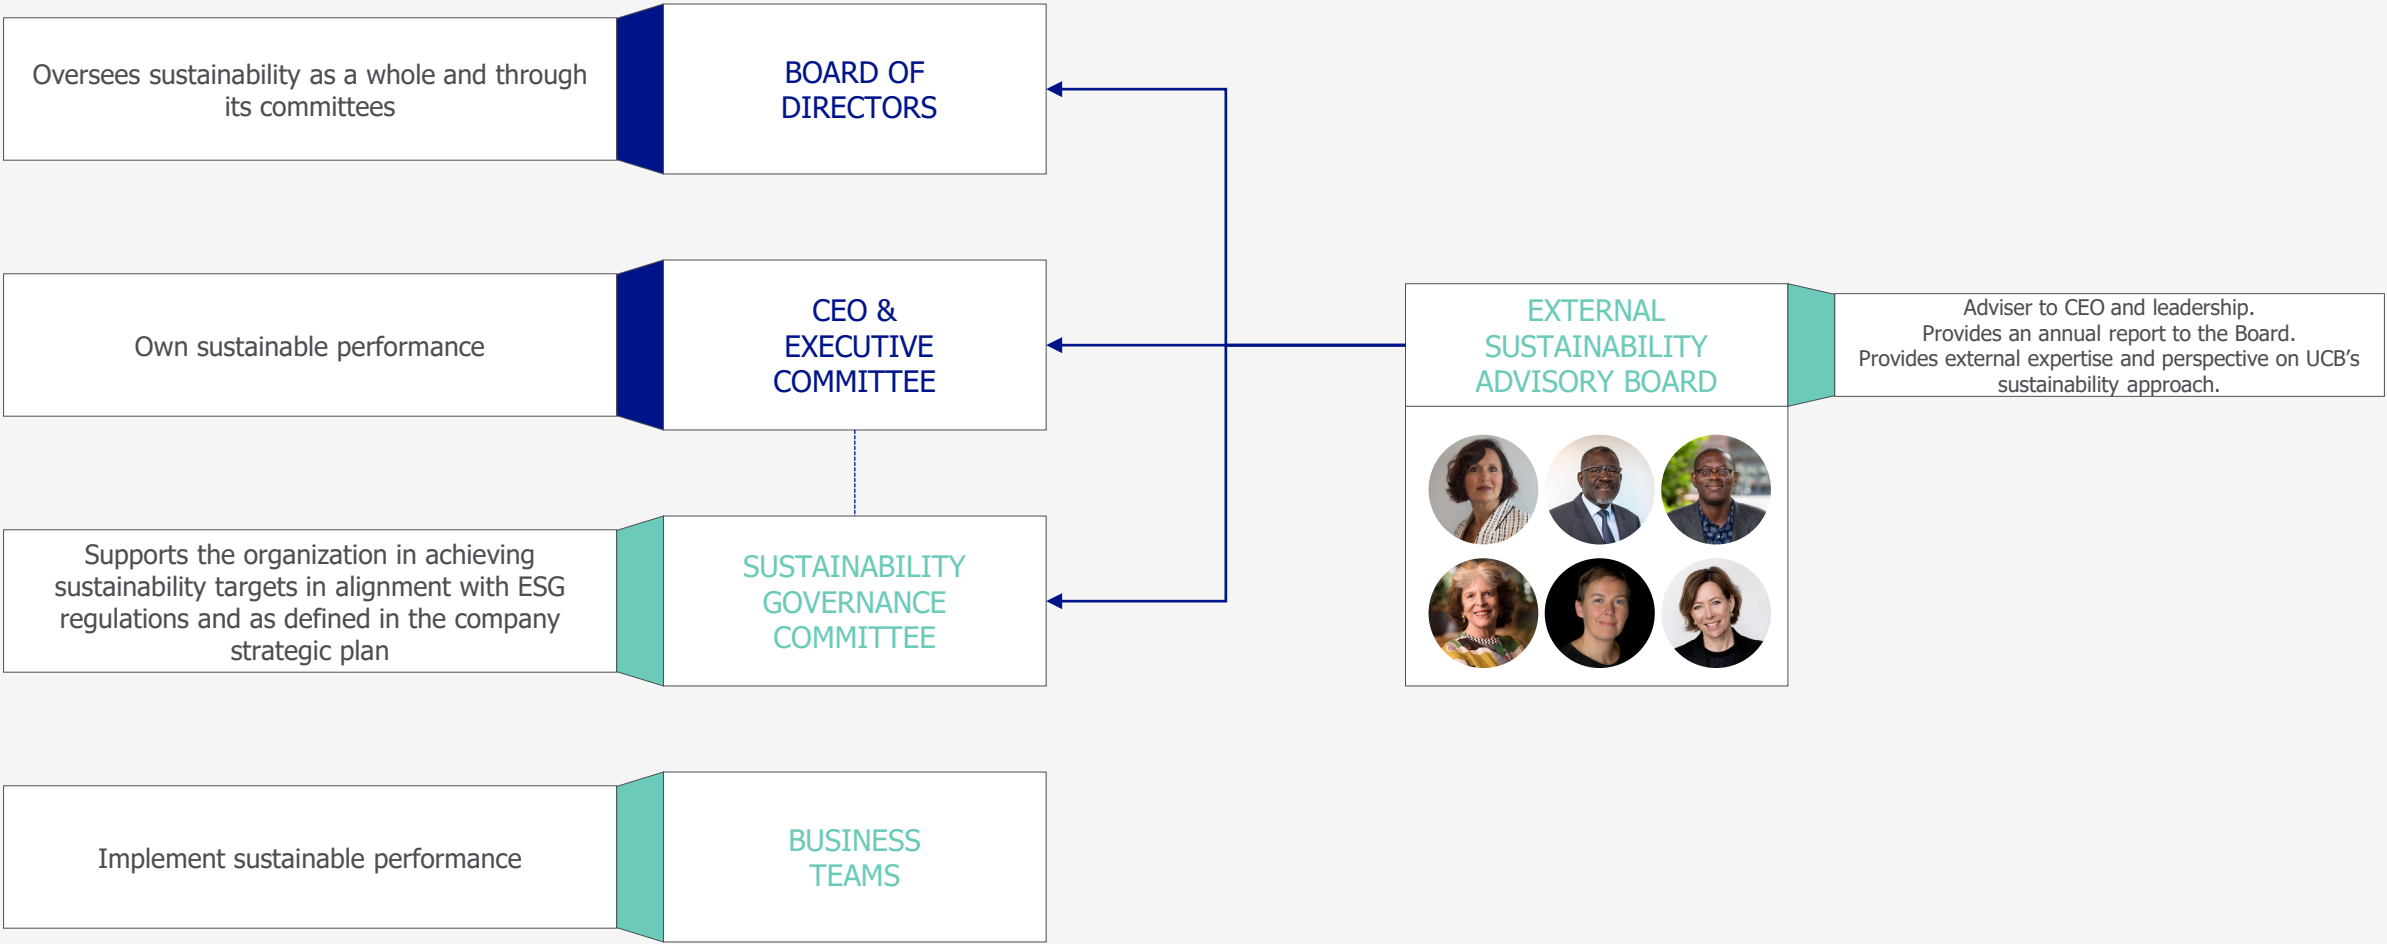 Oversees sustainability as a whole and through
its committees
BOARD OF
DIRECTORS
Own sustainable performance
CEO &
EXECUTIVE
COMMITTEE
EXTERNAL
SUSTAINABILITY
ADVISORY BOARD
Adviser to CEO and leadership.
Provides an annual report to the Board.
Provides external expertise and perspective on UCB’s
sustainability approach.
Supports the organization in achieving
sustainability targets in alignment with ESG
regulations and as defined in the company
strategic plan
SUSTAINABILITY
GOVERNANCE
COMMITTEE
Implement sustainable performance
BUSINESS
TEAMS